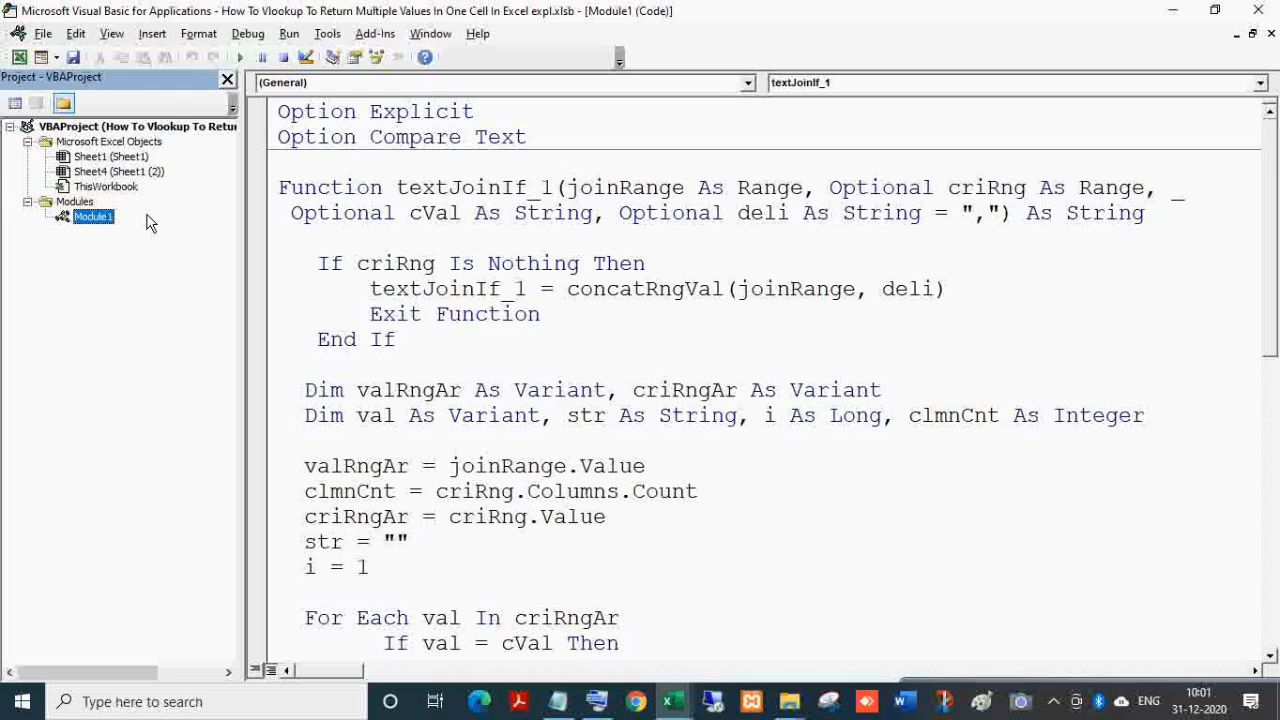 Microsoft Visual Basic for Applications - How To Vlookup To Return Multiple Values In One Cell In Excel expl.xlsb - [Module1 (Code)]
File Edit View Insert Format Debug Run Tools Add-Ins Window Help
Project - VBAProject
(General) textJoinIf_1
VBAProject (How To Vlookup To Retur
Microsoft Excel Objects
Sheet1 (Sheet1)
Sheet4 (Sheet1 (2))
ThisWorkbook
Modules
Module1
Option Explicit
Option Compare Text
Function textJoinIf_1(joinRange As Range, Optional criRng As Range, _
Optional cVal As String, Optional deli As String = ",") As String
If criRng Is Nothing Then
textJoinIf_1 = concatRngVal(joinRange, deli)
Exit Function
End If
Dim valRngAr As Variant, criRngAr As Variant
Dim val As Variant, str As String, i As Long, clmnCnt As Integer
valRngAr = joinRange.Value
clmnCnt = criRng.Columns.Count
criRngAr = criRng.Value
str = ""
i = 1
For Each val In criRngAr
If val = cVal Then
Type here to search
ENG
10:01
31-12-2020